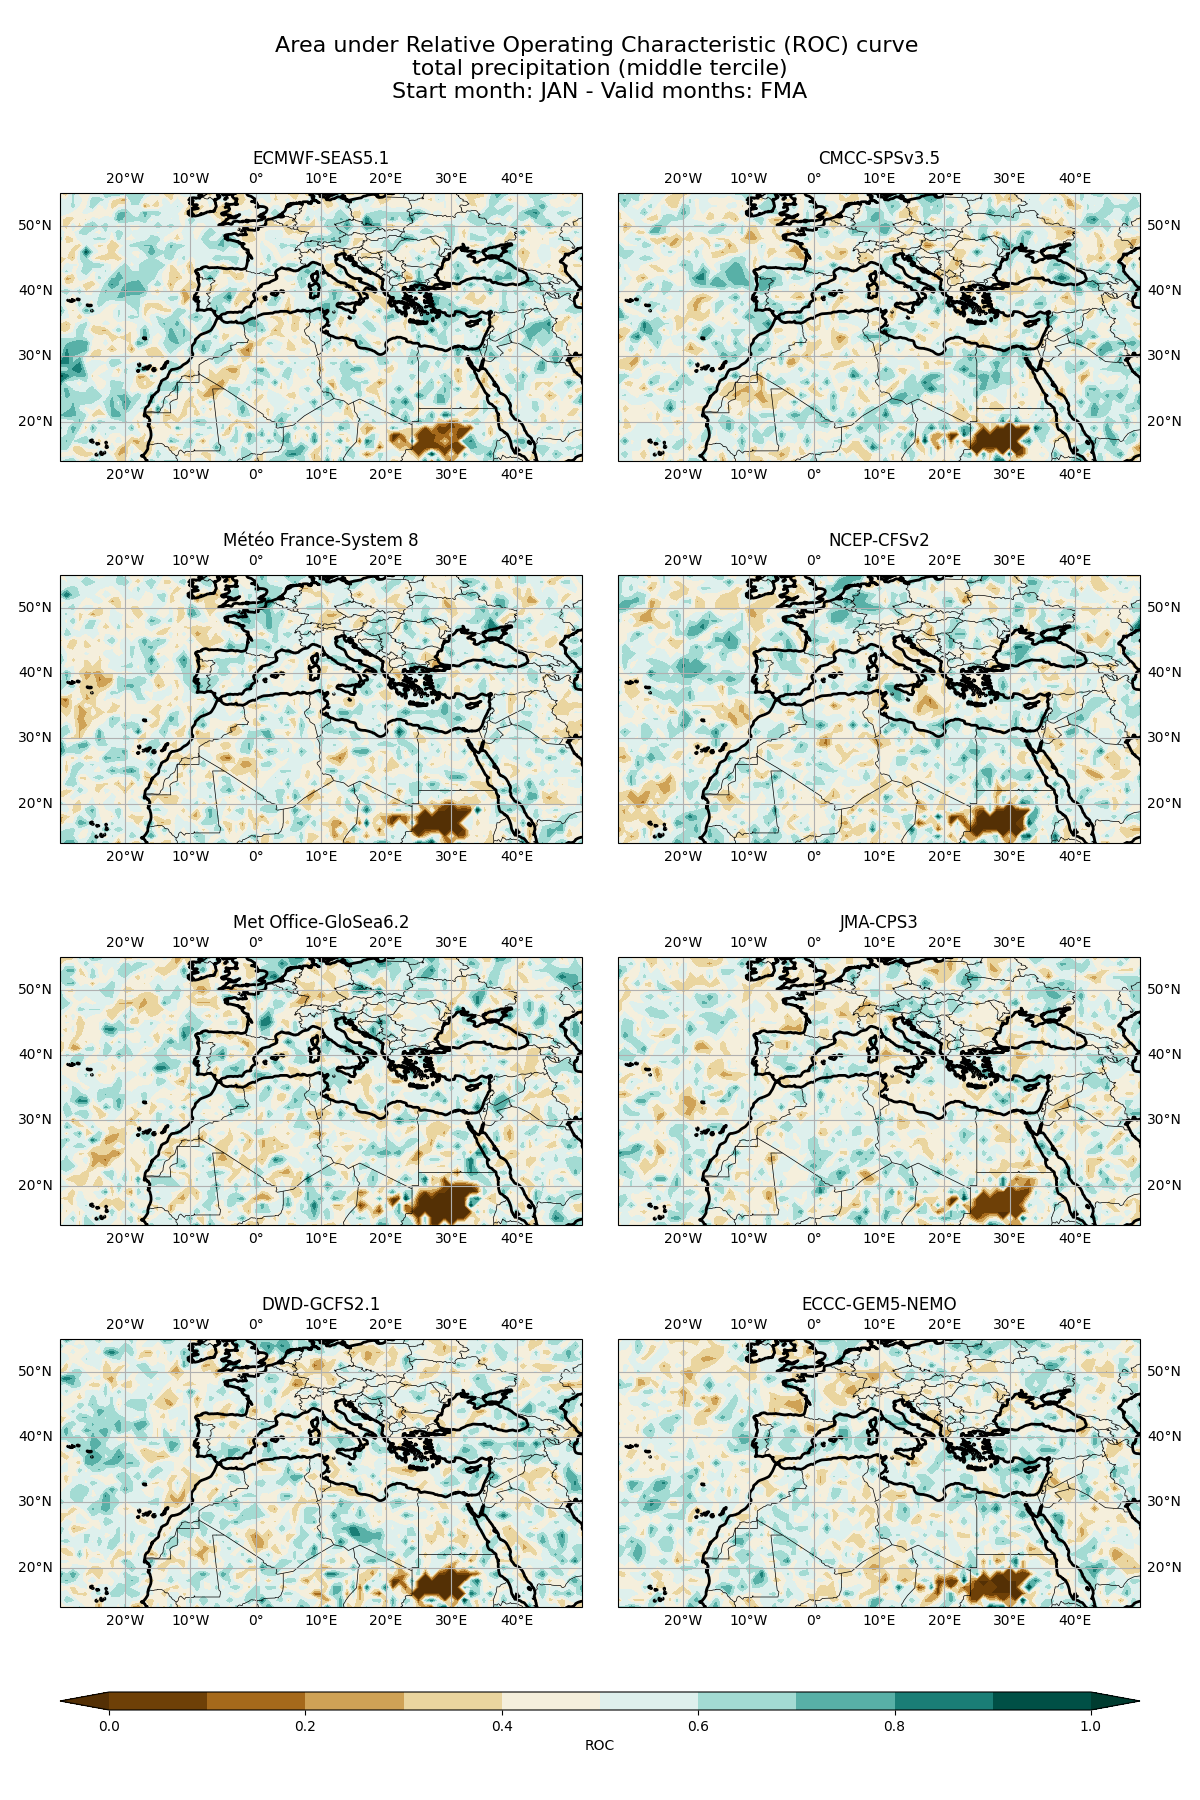 Area under Relative Operating Characteristic (ROC) curve
total precipitation (middle tercile)
Start month: JAN - Valid months: FMA
ECMWF-SEAS5.1
20°W 10°W 0° 10°E 20°E 30°E 40°E
50°N
40°N
30°N
20°N
20°W 10°W 0° 10°E 20°E 30°E 40°E
CMCC-SPSv3.5
20°W 10°W 0° 10°E 20°E 30°E 40°E
50°N
40°N
30°N
20°N
20°W 10°W 0° 10°E 20°E 30°E 40°E
Météo France-System 8
20°W 10°W 0° 10°E 20°E 30°E 40°E
50°N
40°N
30°N
20°N
20°W 10°W 0° 10°E 20°E 30°E 40°E
NCEP-CFSv2
20°W 10°W 0° 10°E 20°E 30°E 40°E
50°N
40°N
30°N
20°N
20°W 10°W 0° 10°E 20°E 30°E 40°E
Met Office-GloSea6.2
20°W 10°W 0° 10°E 20°E 30°E 40°E
50°N
40°N
30°N
20°N
20°W 10°W 0° 10°E 20°E 30°E 40°E
JMA-CPS3
20°W 10°W 0° 10°E 20°E 30°E 40°E
50°N
40°N
30°N
20°N
20°W 10°W 0° 10°E 20°E 30°E 40°E
DWD-GCFS2.1
20°W 10°W 0° 10°E 20°E 30°E 40°E
50°N
40°N
30°N
20°N
20°W 10°W 0° 10°E 20°E 30°E 40°E
ECCC-GEM5-NEMO
20°W 10°W 0° 10°E 20°E 30°E 40°E
50°N
40°N
30°N
20°N
20°W 10°W 0° 10°E 20°E 30°E 40°E
0.0 0.2 0.4 0.6 0.8 1.0
ROC